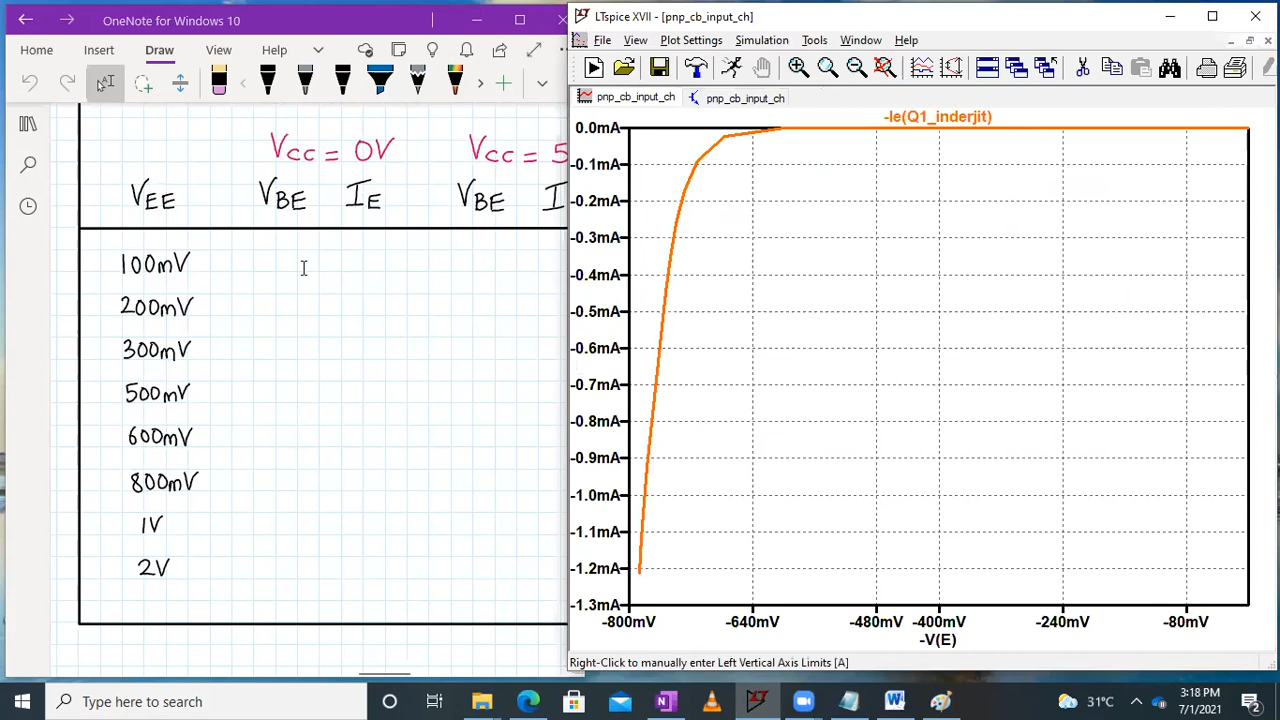 OneNote for Windows 10
Home Insert Draw View Help
VCC = 0V VCC = 5
VEE VBE IE VBE I
100mV
200mV
300mV
500mV
600mV
800mV
1V
2V
LTspice XVII - [pnp_cb_input_ch]
File View Plot Settings Simulation Tools Window Help
pnp_cb_input_ch pnp_cb_input_ch
-Ie(Q1_inderjit)
0.0mA
-0.1mA
-0.2mA
-0.3mA
-0.4mA
-0.5mA
-0.6mA
-0.7mA
-0.8mA
-0.9mA
-1.0mA
-1.1mA
-1.2mA
-1.3mA
-800mV -640mV -480mV -400mV -240mV -80mV
-V(E)
Right-Click to manually enter Left Vertical Axis Limits [A]
Type here to search
31°C
3:18 PM
7/1/2021
2